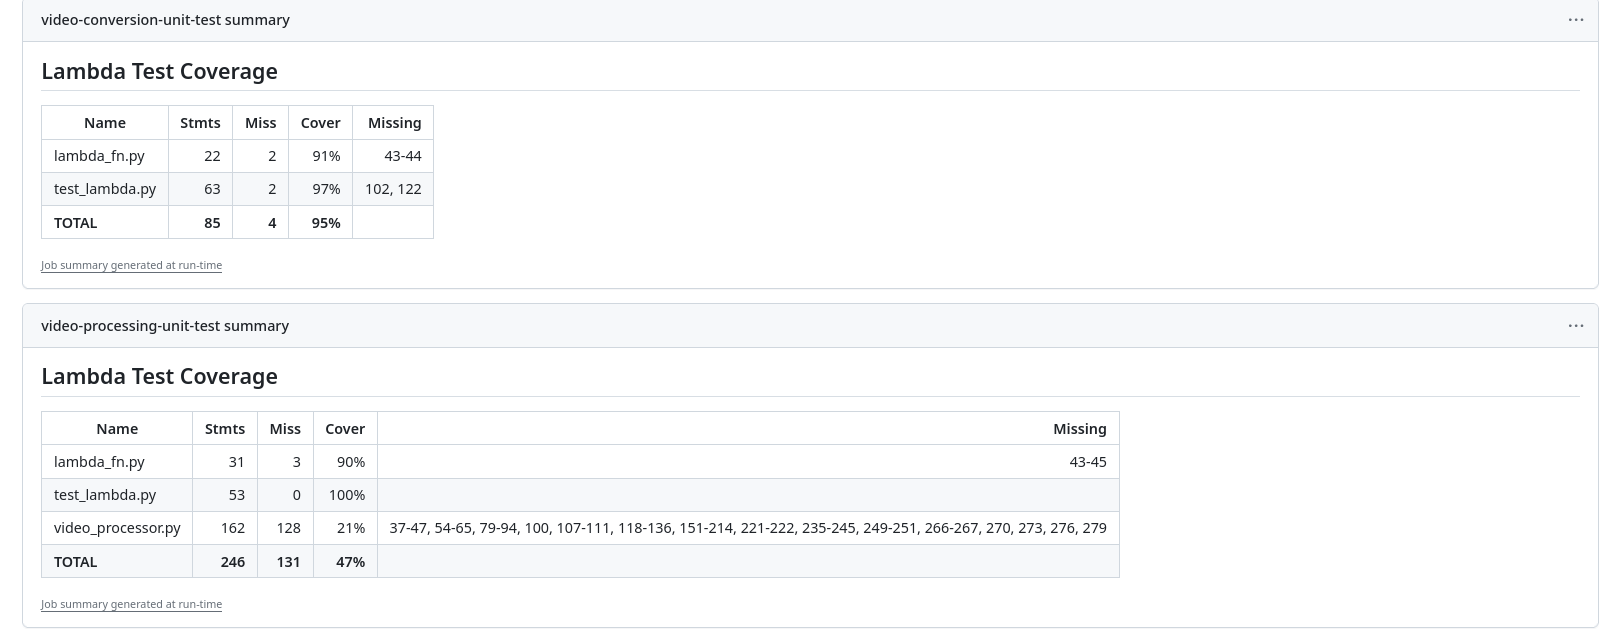 video-conversion-unit-test summary
...
Lambda Test Coverage
Name Stmts Miss Cover Missing
lambda_fn.py 22 2 91% 43-44
test_lambda.py 63 2 97% 102, 122
TOTAL 85 4 95%
Job summary generated at run-time
video-processing-unit-test summary
...
Lambda Test Coverage
Name Stmts Miss Cover Missing
lambda_fn.py 31 3 90% 43-45
test_lambda.py 53 0 100%
video_processor.py 162 128 21% 37-47, 54-65, 79-94, 100, 107-111, 118-136, 151-214, 221-222, 235-245, 249-251, 266-267, 270, 273, 276, 279
TOTAL 246 131 47%
Job summary generated at run-time